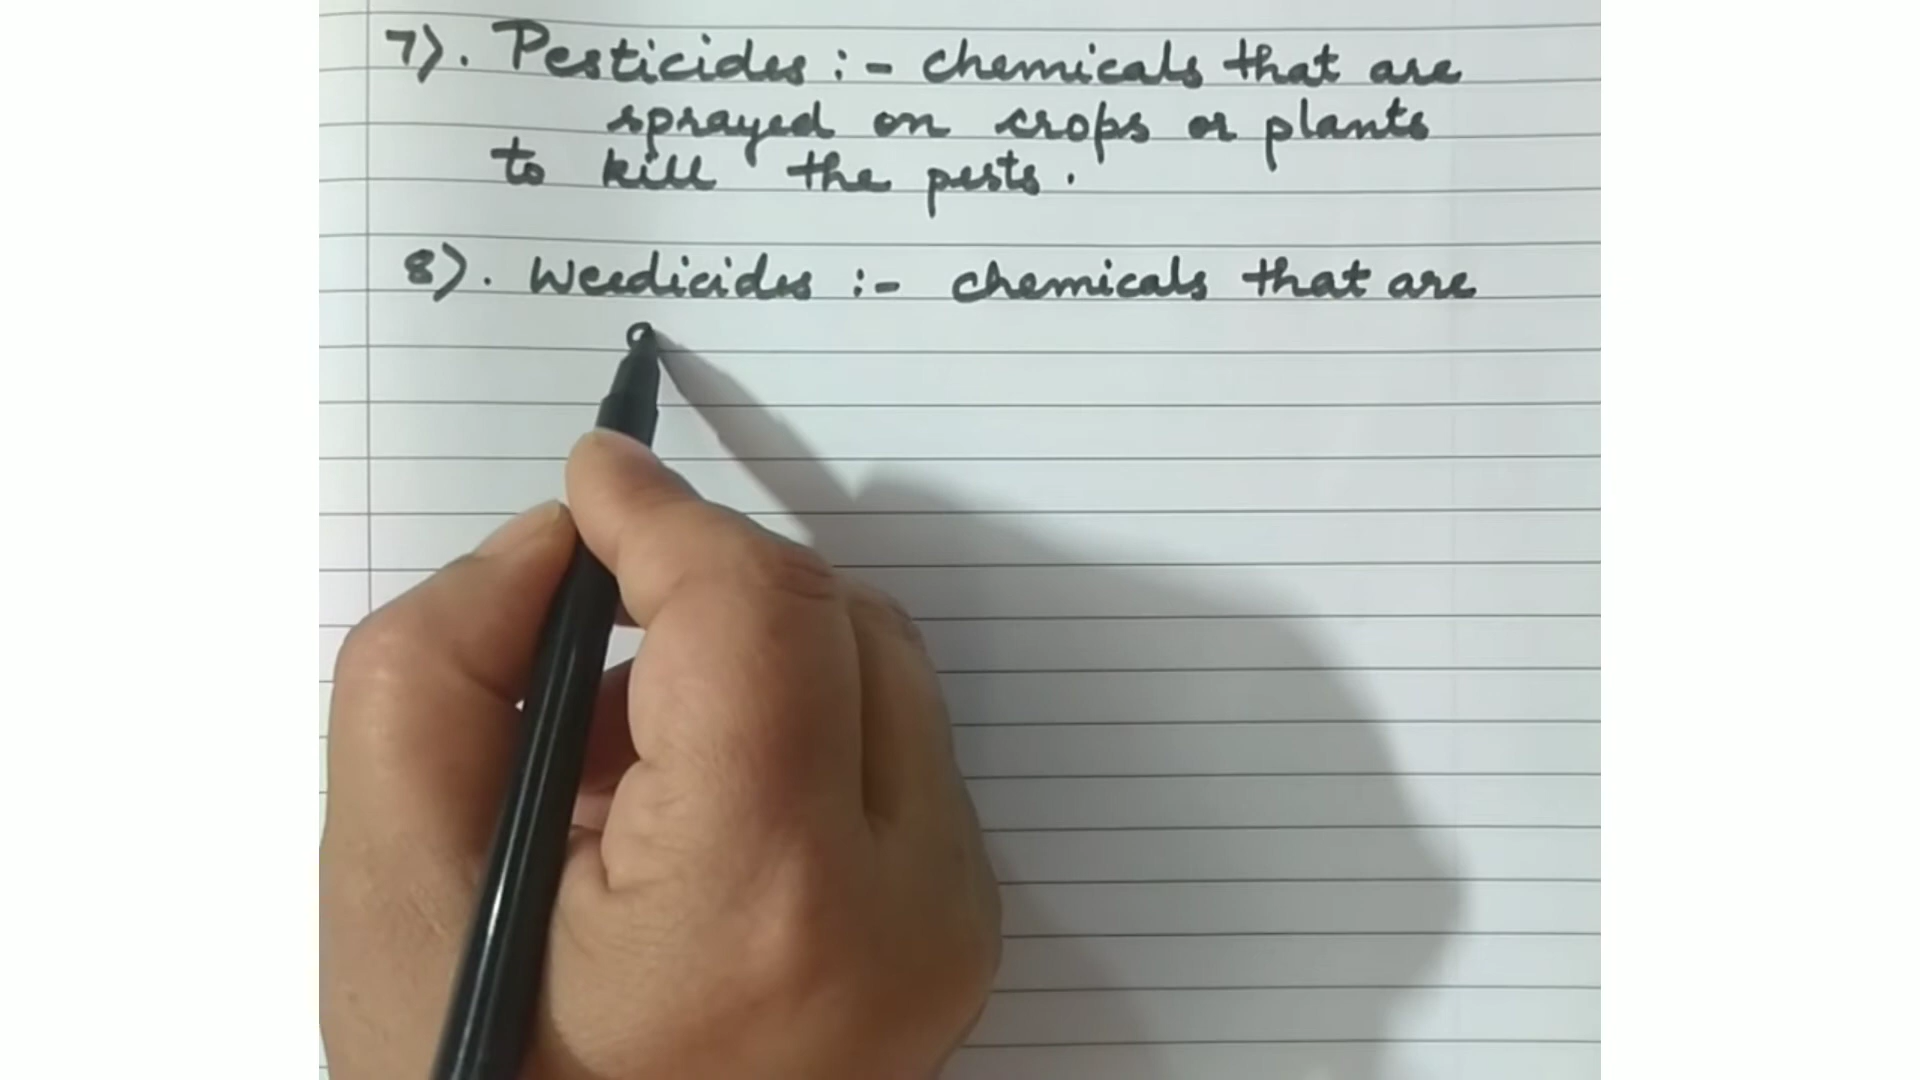 7). Pesticides :- chemicals that are
sprayed on crops or plants
to kill the pests.
8). Weedicides :- chemicals that are